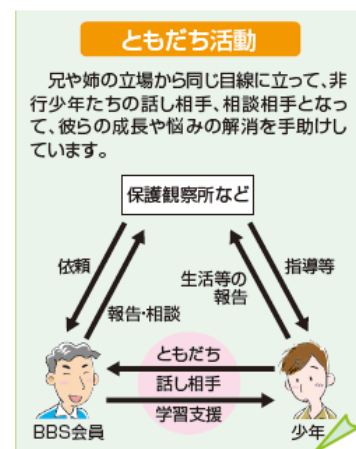 ともだち活動
兄や姉の立場から同じ目線に立って、非
行少年たちの話し相手、相談相手となっ
て、彼らの成長や悩みの解消を手助けし
ています。
保護観察所など
依頼
報告・相談
生活等の
報告
指導等
ともだち
話し相手
学習支援
BBS会員
少年